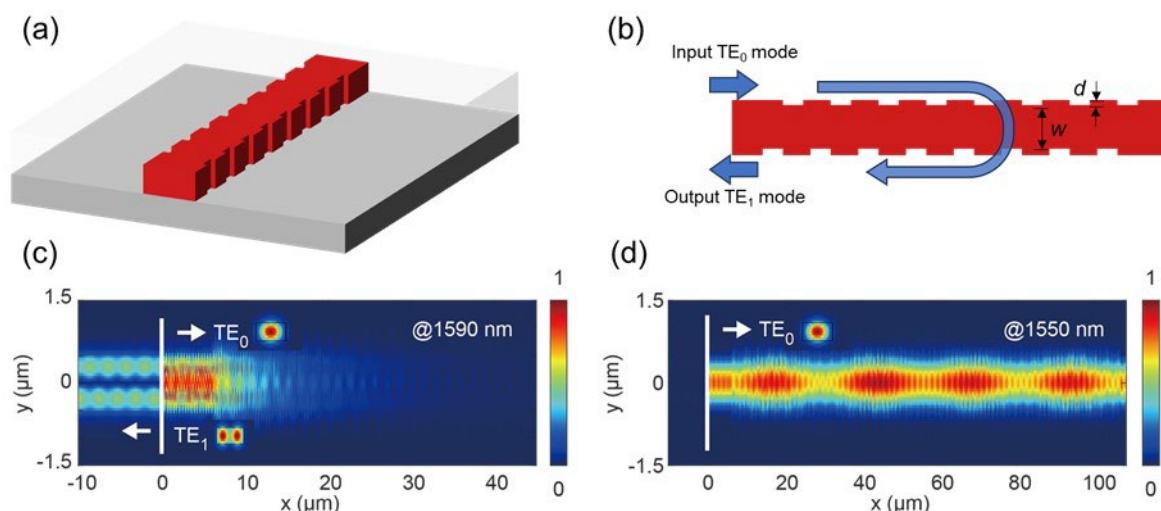 (a)
(b)
Input TE₀ mode
d
w
Output TE₁ mode
(c)
(d)
1.5
0
-1.5
y (μm)
TE₀
@1590 nm
TE₁
-10 0 10 20 30 40
x (μm)
1
0
1.5
0
-1.5
y (μm)
TE₀
@1550 nm
0 20 40 60 80 100
x (μm)
1
0